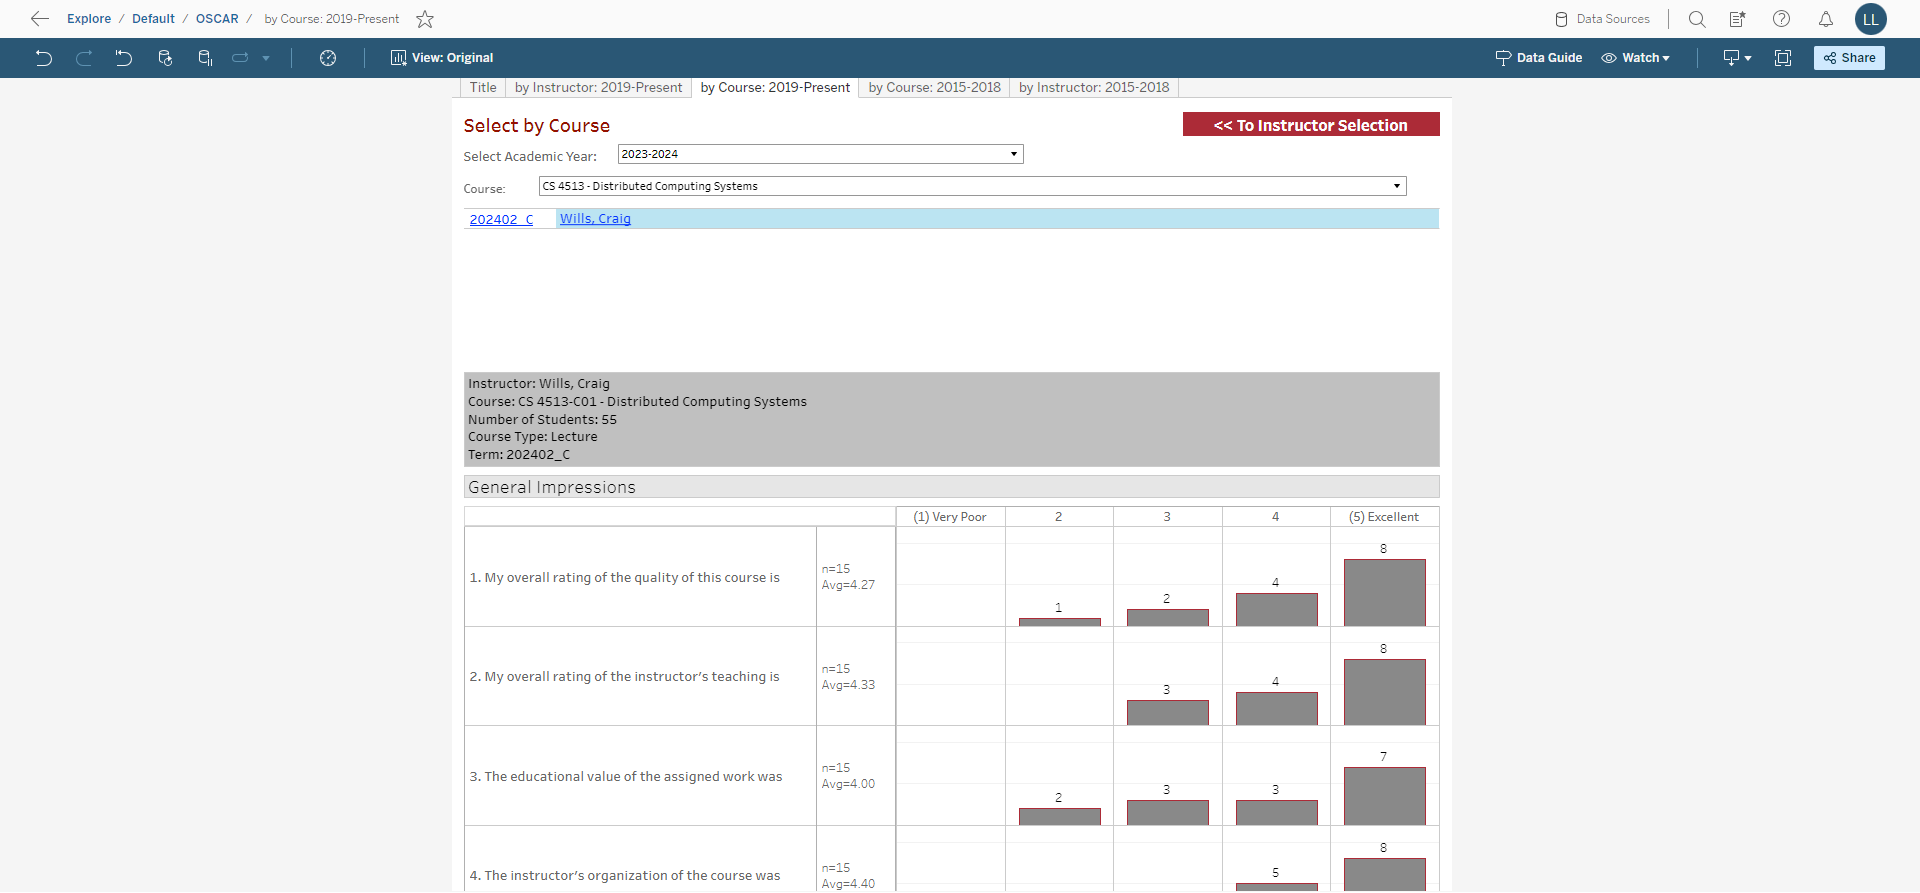 Explore / Default / OSCAR / by Course: 2019-Present
Data Sources
LL
View: Original
Data Guide
Watch
Share
Title
by Instructor: 2019-Present
by Course: 2019-Present
by Course: 2015-2018
by Instructor: 2015-2018
Select by Course
<< To Instructor Selection
Select Academic Year:
2023-2024
Course:
CS 4513 - Distributed Computing Systems
202402_C
Wills, Craig
Instructor: Wills, Craig
Course: CS 4513-C01 - Distributed Computing Systems
Number of Students: 55
Course Type: Lecture
Term: 202402_C
General Impressions
(1) Very Poor
2
3
4
(5) Excellent
1. My overall rating of the quality of this course is
n=15
Avg=4.27
1
2
4
8
2. My overall rating of the instructor's teaching is
n=15
Avg=4.33
3
4
8
3. The educational value of the assigned work was
n=15
Avg=4.00
2
3
3
7
4. The instructor's organization of the course was
n=15
Avg=4.40
5
8